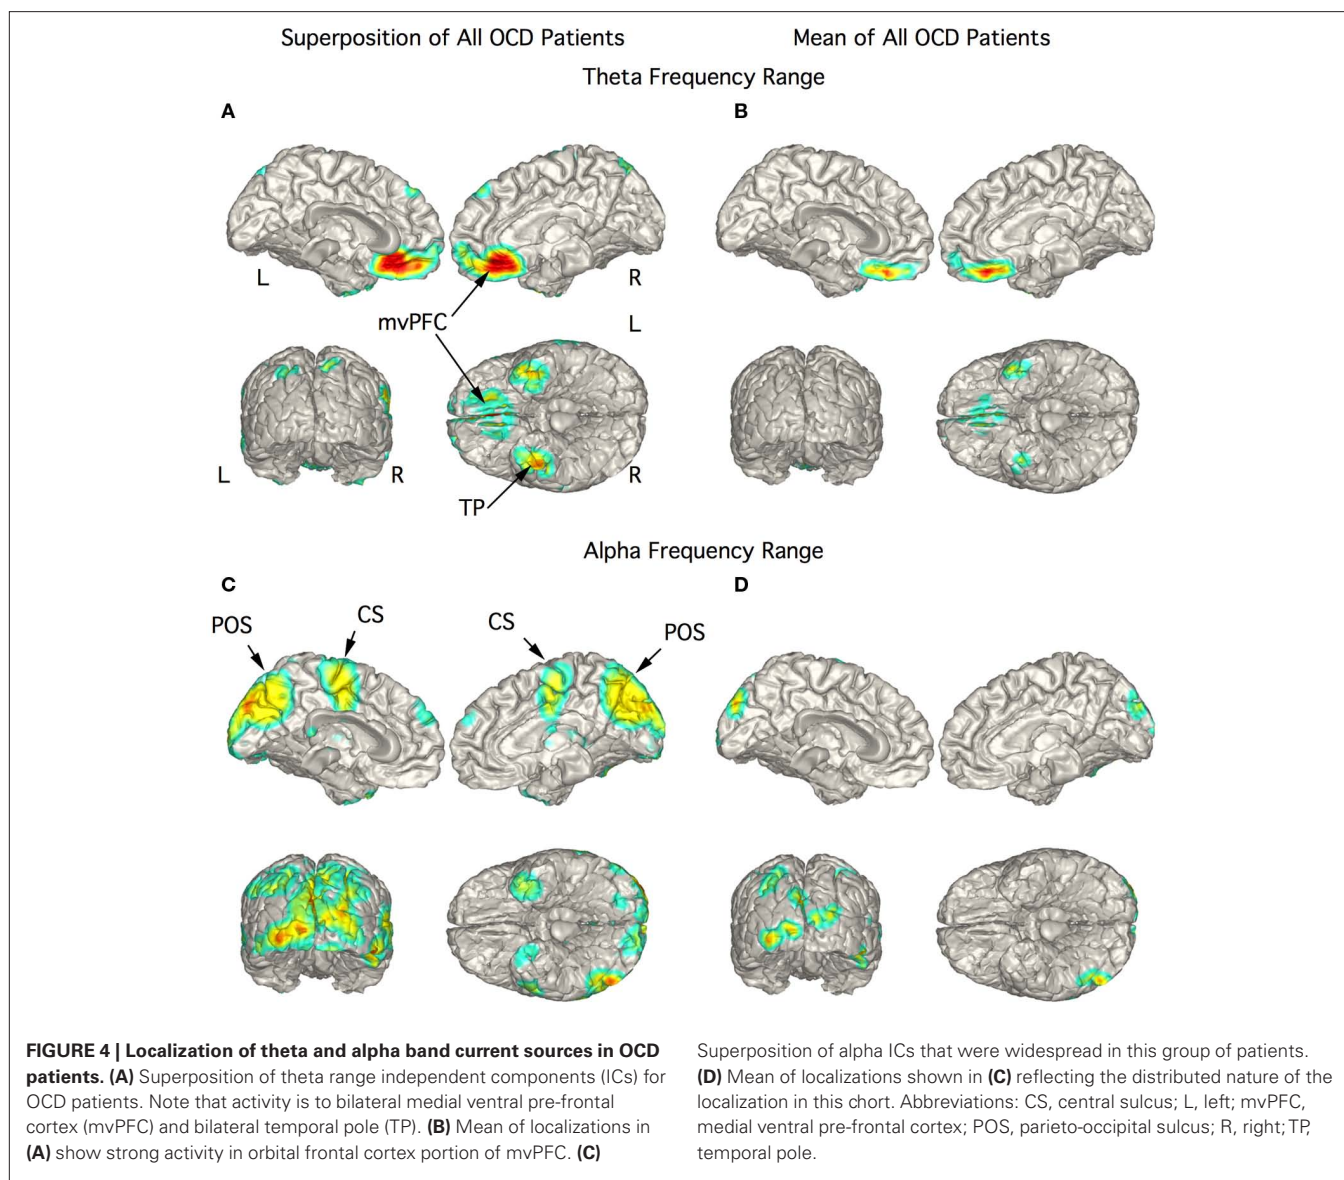 Superposition of All OCD Patients
Mean of All OCD Patients
Theta Frequency Range
A
B
L
R
mvPFC
L
L
R
R
TP
Alpha Frequency Range
C
D
POS
CS
CS
POS
FIGURE 4 | Localization of theta and alpha band current sources in OCD
patients. (A) Superposition of theta range independent components (ICs) for
OCD patients. Note that activity is to bilateral medial ventral pre-frontal
cortex (mvPFC) and bilateral temporal pole (TP). (B) Mean of localizations in
(A) show strong activity in orbital frontal cortex portion of mvPFC. (C)
Superposition of alpha ICs that were widespread in this group of patients.
(D) Mean of localizations shown in (C) reflecting the distributed nature of the
localization in this chort. Abbreviations: CS, central sulcus; L, left; mvPFC,
medial ventral pre-frontal cortex; POS, parieto-occipital sulcus; R, right; TP,
temporal pole.